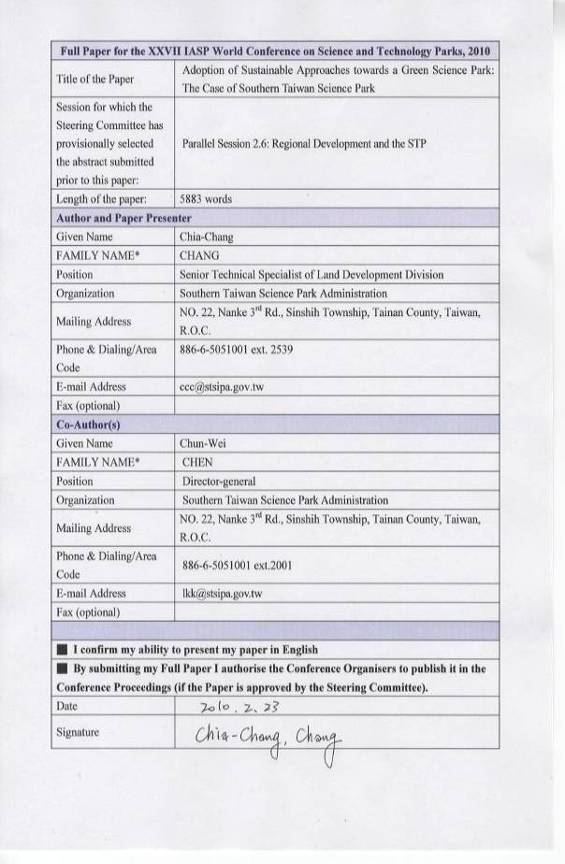 Full Paper for the XXVII IASP World Conference on Science and Technology Parks, 2010
Title of the Paper
Adoption of Sustainable Approaches towards a Green Science Park:
The Case of Southern Taiwan Science Park
Session for which the
Steering Committee has
provisionally selected
the abstract submitted
prior to this paper:
Parallel Session 2.6: Regional Development and the STP
Length of the paper:
5883 words
Author and Paper Presenter
Given Name
Chia-Chang
FAMILY NAME*
CHANG
Position
Senior Technical Specialist of Land Development Division
Organization
Southern Taiwan Science Park Administration
Mailing Address
NO. 22, Nanke 3rd Rd., Sinshih Township, Tainan County, Taiwan,
R.O.C.
Phone & Dialing/Area
Code
886-6-5051001 ext. 2539
E-mail Address
ccc@stsipa.gov.tw
Fax (optional)
Co-Author(s)
Given Name
Chun-Wei
FAMILY NAME*
CHEN
Position
Director-general
Organization
Southern Taiwan Science Park Administration
Mailing Address
NO. 22, Nanke 3rd Rd., Sinshih Township, Tainan County, Taiwan,
R.O.C.
Phone & Dialing/Area
Code
886-6-5051001 ext.2001
E-mail Address
lkk@stsipa.gov.tw
Fax (optional)
■ I confirm my ability to present my paper in English
■ By submitting my Full Paper I authorise the Conference Organisers to publish it in the
Conference Proceedings (if the Paper is approved by the Steering Committee).
Date
2010. 2. 23
Signature
Chia-Chang, Chang